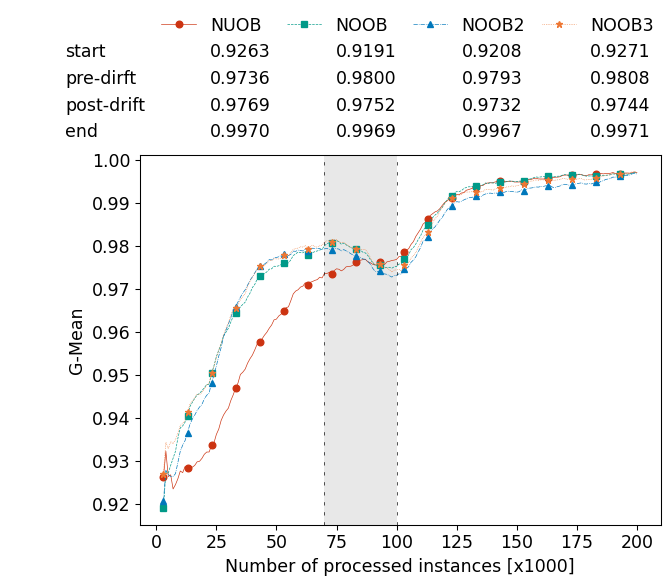 NUOB NOOB NOOB2 NOOB3
start 0.9263 0.9191 0.9208 0.9271
pre-dirft 0.9736 0.9800 0.9793 0.9808
post-drift 0.9769 0.9752 0.9732 0.9744
end 0.9970 0.9969 0.9967 0.9971
1.00
0.99
0.98
0.97
0.96
0.95
0.94
0.93
0.92
G-Mean
0 25 50 75 100 125 150 175 200
Number of processed instances [x1000]